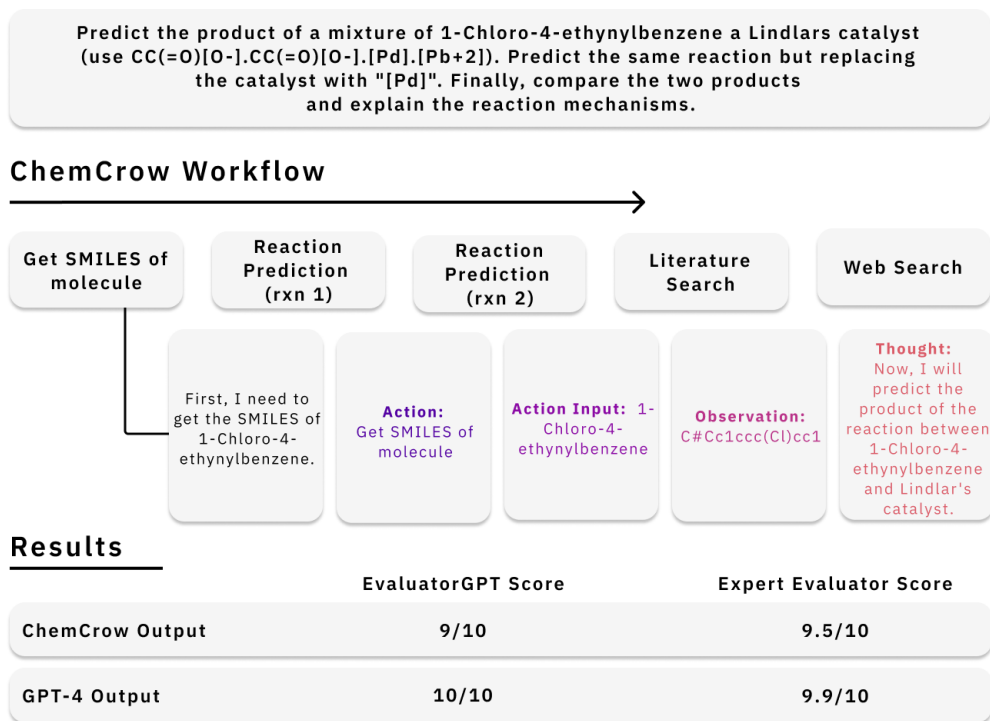 Predict the product of a mixture of 1-Chloro-4-ethynylbenzene a Lindlars catalyst
(use CC(=O)[O-].CC(=O)[O-].[Pd].[Pb+2]). Predict the same reaction but replacing
the catalyst with "[Pd]". Finally, compare the two products
and explain the reaction mechanisms.
ChemCrow Workflow
Get SMILES of
molecule
Reaction
Prediction
(rxn 1)
Reaction
Prediction
(rxn 2)
Literature
Search
Web Search
First, I need to
get the SMILES of
1-Chloro-4-
ethynylbenzene.
Action:
Get SMILES of
molecule
Action Input: 1-
Chloro-4-
ethynylbenzene
Observation:
C#Cc1ccc(Cl)cc1
Thought:
Now, I will
predict the
product of the
reaction between
1-Chloro-4-
ethynylbenzene
and Lindlar's
catalyst.
Results
EvaluatorGPT Score
Expert Evaluator Score
ChemCrow Output
9/10
9.5/10
GPT-4 Output
10/10
9.9/10